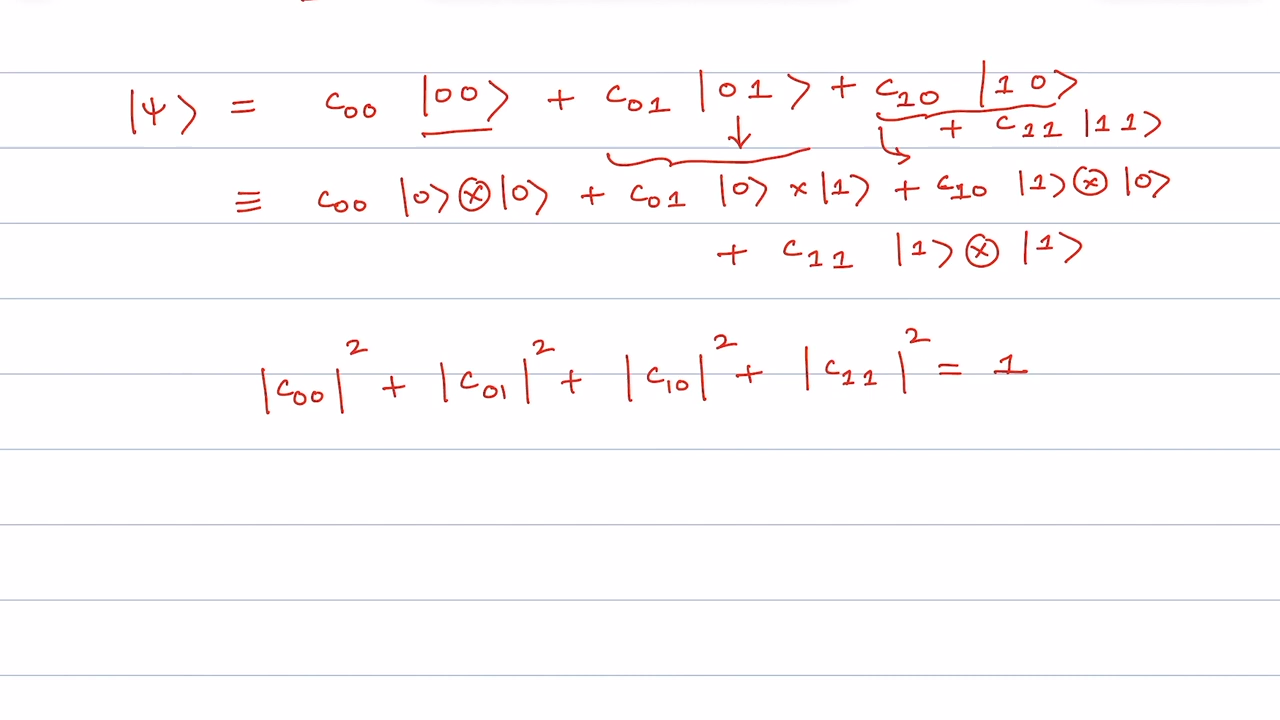 |ψ⟩ = c₀₀ |00⟩ + c₀₁ |01⟩ + c₁₀ |10⟩
+ c₁₁ |11⟩
≡ c₀₀ |0⟩⊗|0⟩ + c₀₁ |0⟩×|1⟩ + c₁₀ |1⟩⊗|0⟩
+ c₁₁ |1⟩⊗|1⟩
|c₀₀|² + |c₀₁|² + |c₁₀|² + |c₁₁|² = 1